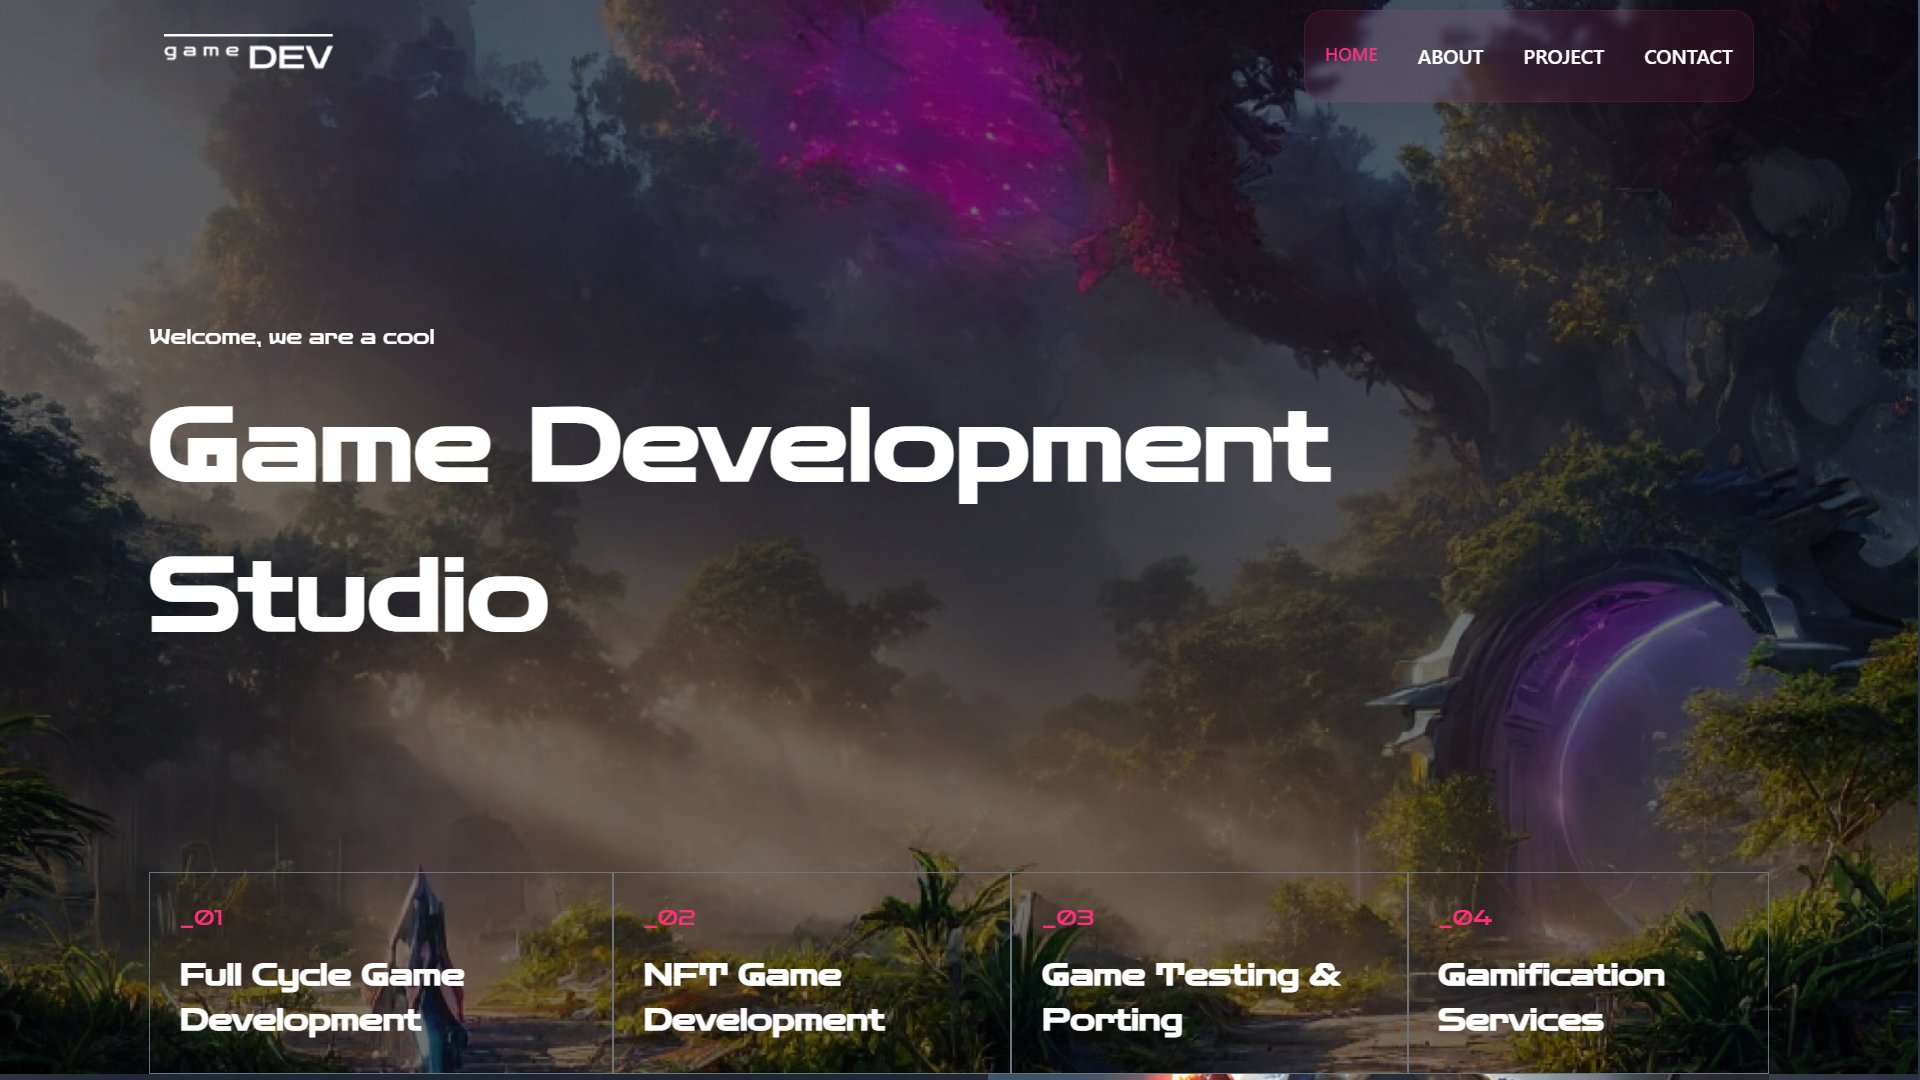 game DEV
HOME ABOUT PROJECT CONTACT
Welcome, we are a cool
Game Development
Studio
_01
Full Cycle Game
Development
_02
NFT Game
Development
_03
Game Testing &
Porting
_04
Gamification
Services